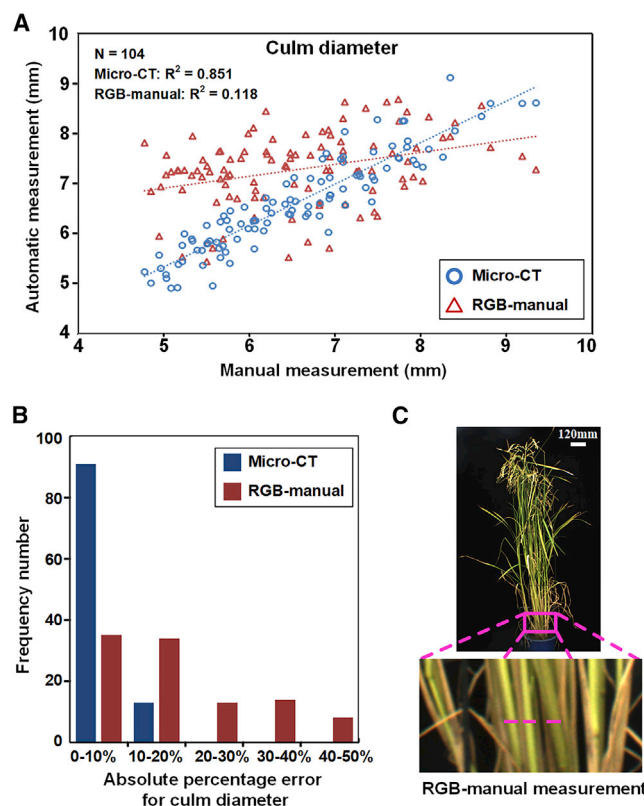 A
Culm diameter
N = 104
Micro-CT: R² = 0.851
RGB-manual: R² = 0.118
Automatic measurement (mm)
10
9
8
7
6
5
4
4
5
6
7
8
9
10
Micro-CT
RGB-manual
Manual measurement (mm)
B
C
Frequency number
100
80
60
40
20
0
Micro-CT
RGB-manual
0-10%
10-20%
20-30%
30-40%
40-50%
Absolute percentage error
for culm diameter
120mm
RGB-manual measurement